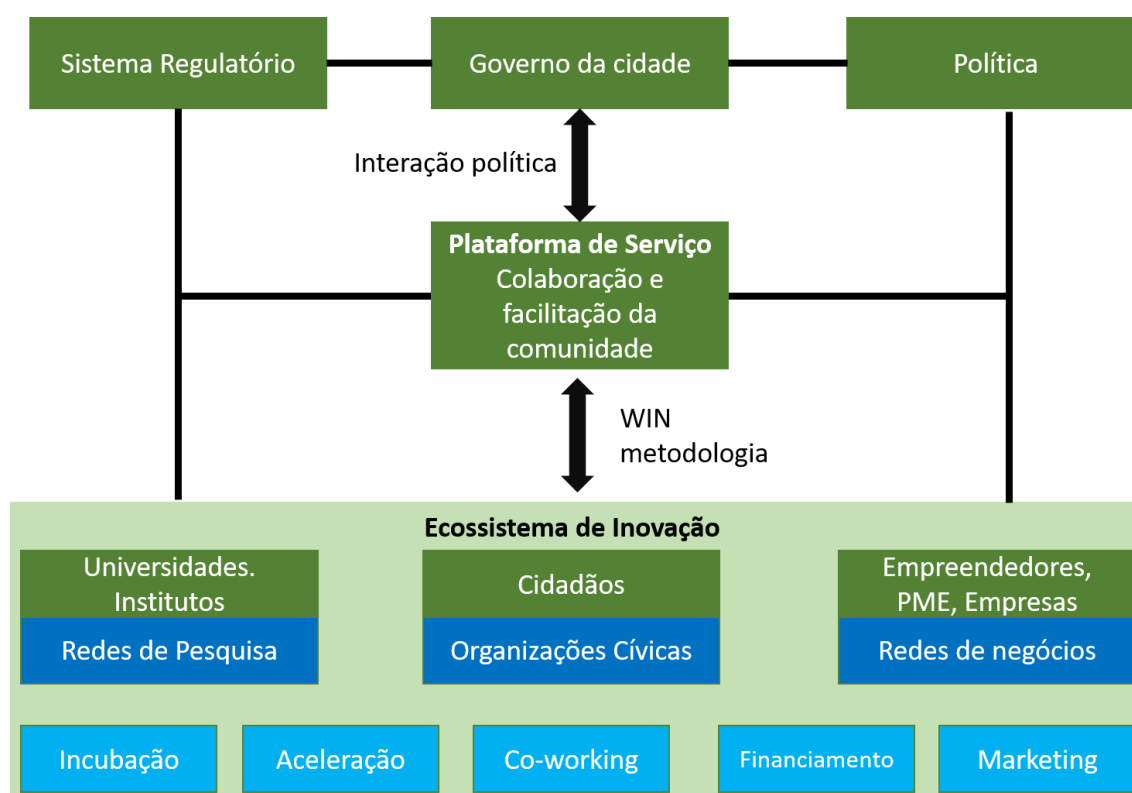 Sistema Regulatório
Governo da cidade
Política
Interação política
Plataforma de Serviço
Colaboração e
facilitação da
comunidade
WIN
metodologia
Ecossistema de Inovação
Universidades.
Institutos
Cidadãos
Empreendedores,
PME, Empresas
Redes de Pesquisa
Organizações Cívicas
Redes de negócios
Incubação
Aceleração
Co-working
Financiamento
Marketing